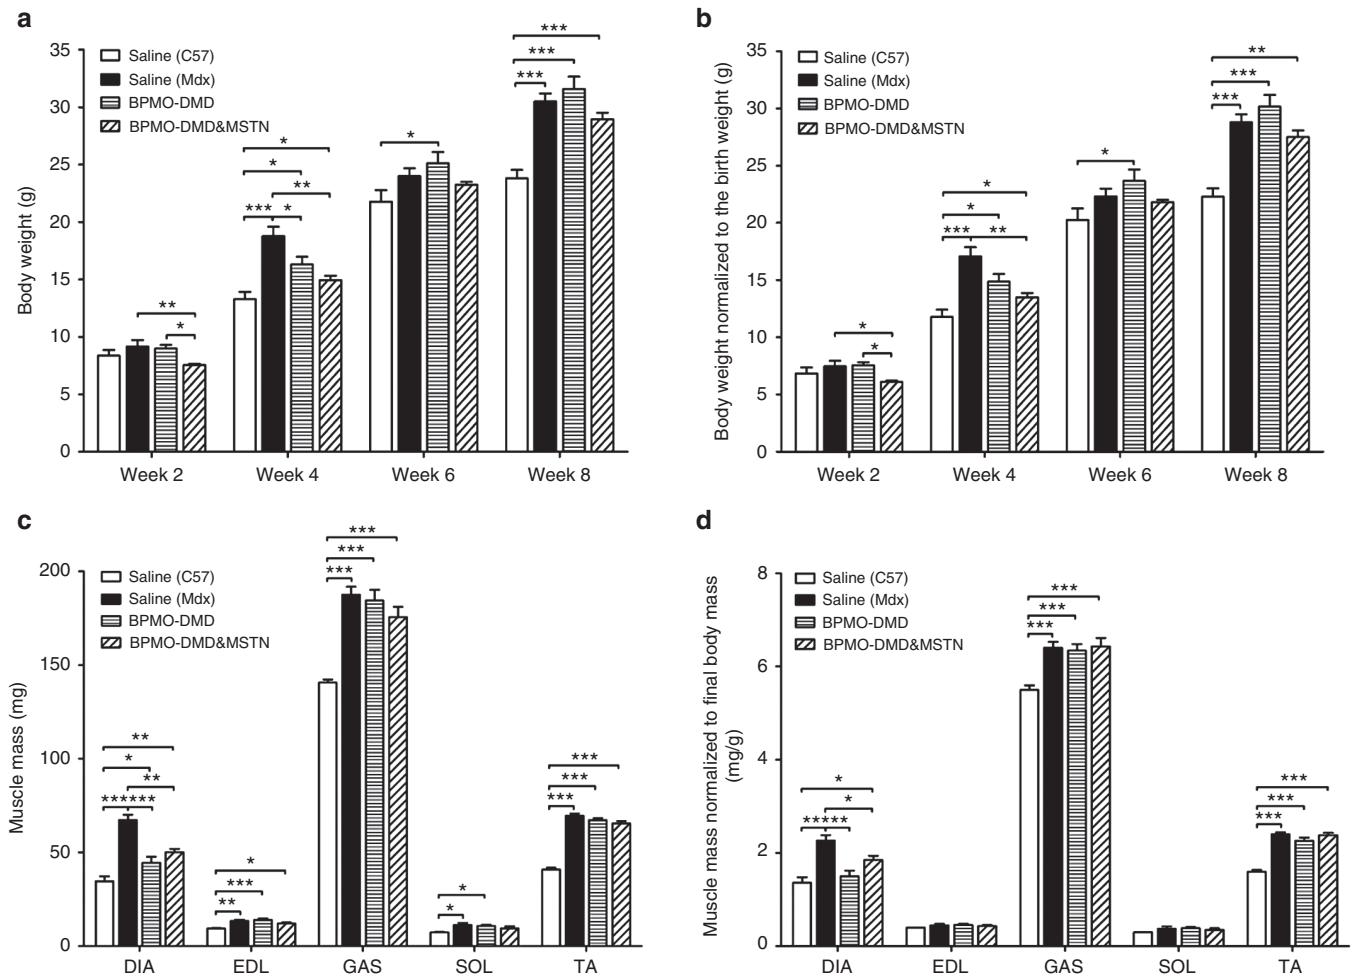 a
Body weight (g)
35
30
25
20
15
10
5
0
Saline (C57)
Saline (Mdx)
BPMO-DMD
BPMO-DMD&MSTN
**
*
*
*
**
*** *
*
***
***
***
Week 2 Week 4 Week 6 Week 8
b
Body weight normalized to the birth weight (g)
35
30
25
20
15
10
5
0
Saline (C57)
Saline (Mdx)
BPMO-DMD
BPMO-DMD&MSTN
*
*
*
*
*** **
*
**
***
***
Week 2 Week 4 Week 6 Week 8
c
Muscle mass (mg)
200
150
100
50
0
Saline (C57)
Saline (Mdx)
BPMO-DMD
BPMO-DMD&MSTN
**
*
**
******
*
***
**
***
***
***
*
*
***
***
***
DIA EDL GAS SOL TA
d
Muscle mass normalized to final body mass
(mg/g)
8
6
4
2
0
Saline (C57)
Saline (Mdx)
BPMO-DMD
BPMO-DMD&MSTN
*
*
*****
***
***
***
***
***
***
DIA EDL GAS SOL TA